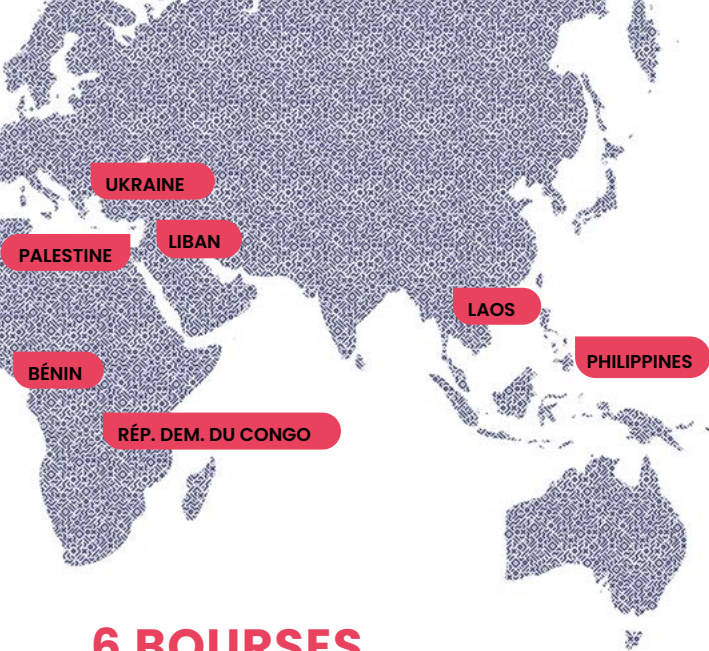 UKRAINE
LIBAN
PALESTINE
LAOS
PHILIPPINES
BÉNIN
RÉP. DEM. DU CONGO
6 BOURSES